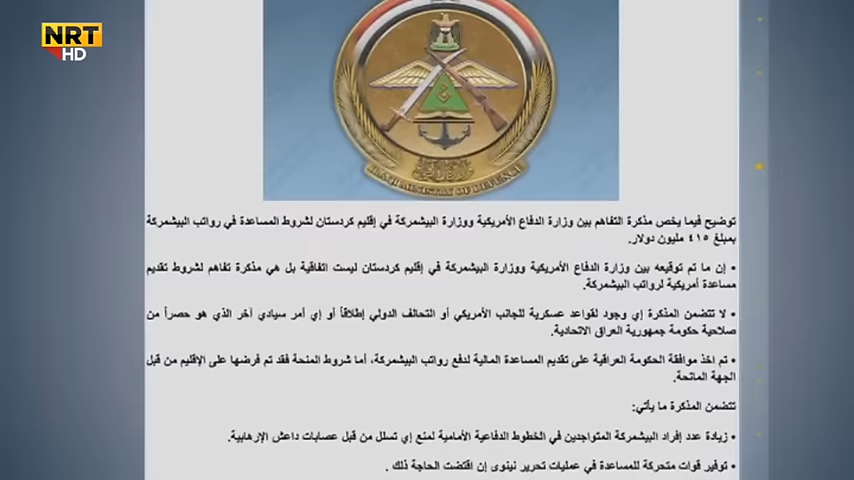 NRT
HD
IRAQI MINISTRY OF DEFENCE
توضيح فيما يخص مذكرة التفاهم بين وزارة الدفاع الأمريكية ووزارة البيشمركة في إقليم كردستان لشروط المساعدة في رواتب البيشمركة
بمبلغ ٤١٥ مليون دولار.
• إن ما تم توقيعه بين وزارة الدفاع الأمريكية ووزارة البيشمركة في إقليم كردستان ليست اتفاقية بل هي مذكرة تفاهم لشروط تقديم
مساعدة أمريكية لرواتب البيشمركة.
• لا تتضمن المذكرة إي وجود لقواعد عسكرية للجانب الأمريكي أو التحالف الدولي إطلاقاً أو إي أمر سيادي آخر الذي هو حصراً من
صلاحية حكومة جمهورية العراق الاتحادية.
• تم اخذ موافقة الحكومة العراقية على تقديم المساعدة المالية لدفع رواتب البيشمركة، أما شروط المنحة فقد تم فرضها على الإقليم من قبل
الجهة المانحة.
تتضمن المذكرة ما يأتي:
• زيادة عدد إفراد البيشمركة المتواجدين في الخطوط الدفاعية الأمامية لمنع إي تسلل من قبل عصابات داعش الإرهابية.
• توفير قوات متحركة للمساعدة في عمليات تحرير نينوى إن اقتضت الحاجة ذلك .